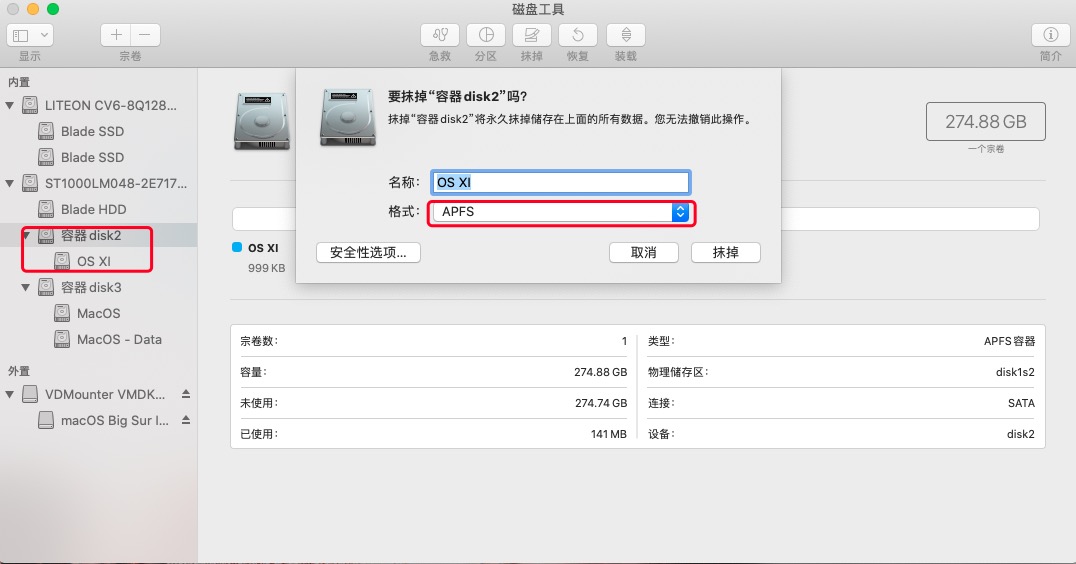 磁盘工具
显示
宗卷
急救
分区
抹掉
恢复
装载
简介
内置
LITEON CV6-8Q128...
Blade SSD
Blade SSD
ST1000LM048-2E717...
Blade HDD
容器 disk2
OS XI
容器 disk3
MacOS
MacOS - Data
外置
VDMounter VMDK...
macOS Big Sur I...
要抹掉“容器 disk2”吗?
抹掉“容器 disk2”将永久抹掉储存在上面的所有数据。您无法撤销此操作。
名称: OS XI
格式: APFS
安全性选项...
取消
抹掉
274.88 GB
一个宗卷
OS XI
999 KB
宗卷数: 1
容量: 274.88 GB
未使用: 274.74 GB
已使用: 141 MB
类型: APFS 容器
物理储存区: disk1s2
连接: SATA
设备: disk2